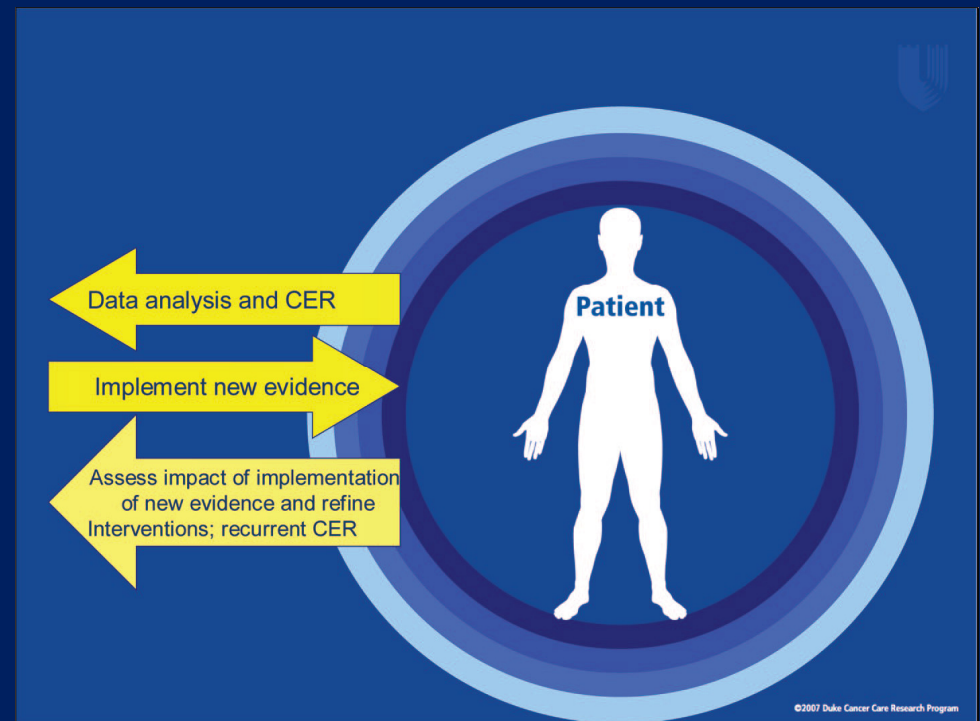 Data analysis and CER
Implement new evidence
Assess impact of implementation
of new evidence and refine
Interventions; recurrent CER
Patient
©2007 Duke Cancer Care Research Program